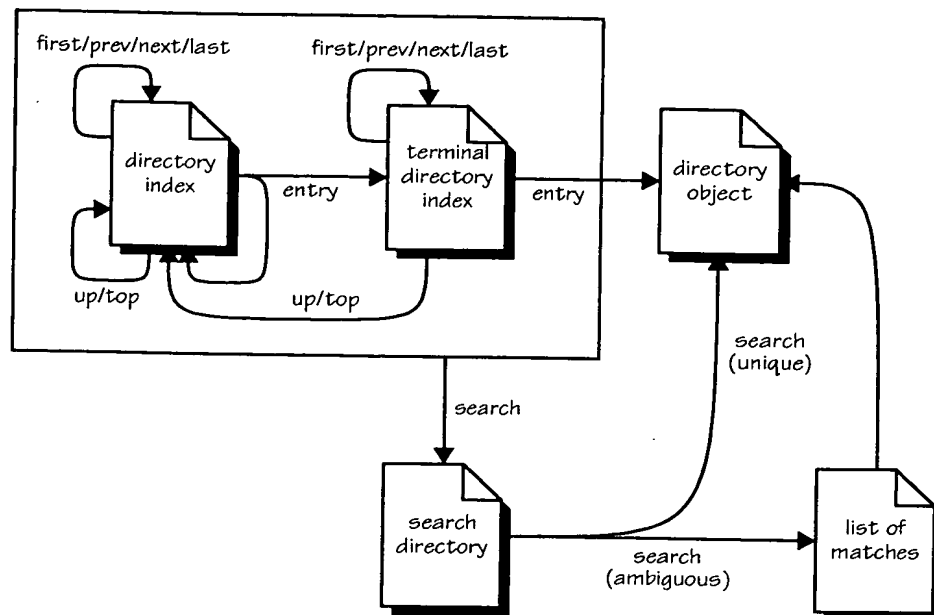 first/prev/next/last
first/prev/next/last
directory
index
terminal
directory
index
directory
object
entry
entry
up/top
up/top
search
(unique)
search
search
directory
search
(ambiguous)
list of
matches